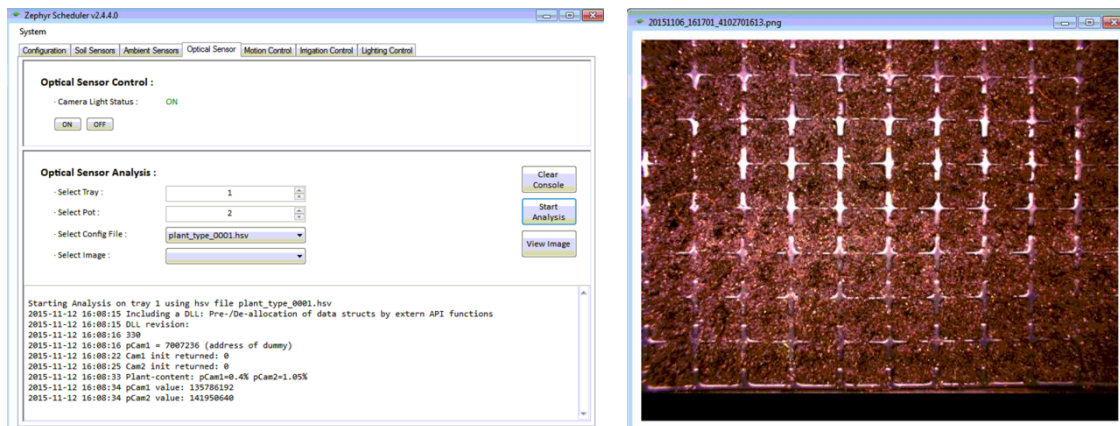 Zephyr Scheduler v2.4.4.0
System
Configuration Soil Sensors Ambient Sensors Optical Sensor Motion Control Irrigation Control Lighting Control
Optical Sensor Control :
· Camera Light Status : ON
ON OFF
Optical Sensor Analysis :
· Select Tray : 1
· Select Pot : 2
· Select Config File : plant_type_0001.hsv
· Select Image :
Clear
Console
Start
Analysis
View Image
Starting Analysis on tray 1 using hsv file plant_type_0001.hsv
2015-11-12 16:08:15 Including a DLL: Pre-/De-allocation of data structs by extern API functions
2015-11-12 16:08:15 DLL revision:
2015-11-12 16:08:16 330
2015-11-12 16:08:16 pCam1 = 7007236 (address of dummy)
2015-11-12 16:08:22 Cam1 init returned: 0
2015-11-12 16:08:25 Cam2 init returned: 0
2015-11-12 16:08:33 Plant-content: pCam1=0.4% pCam2=1.05%
2015-11-12 16:08:34 pCam1 value: 135786192
2015-11-12 16:08:34 pCam2 value: 141950640
20151106_161701_4102701613.png